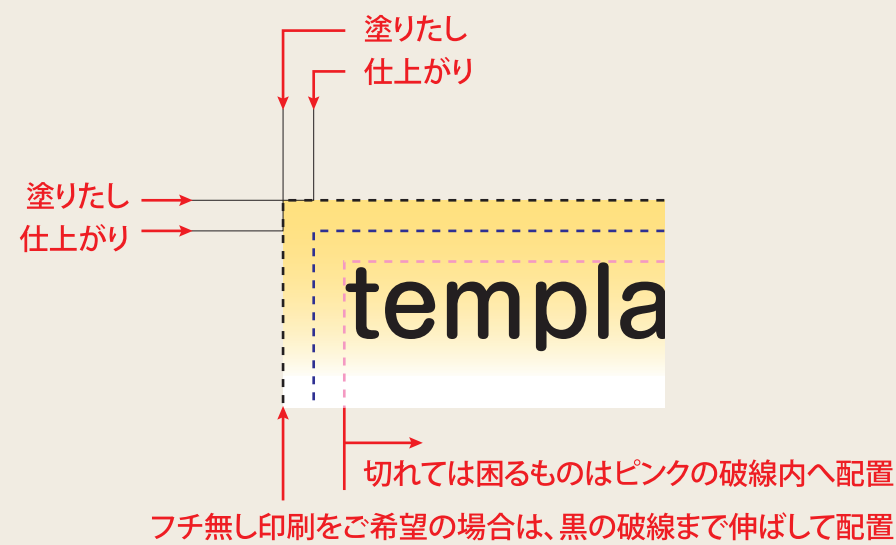 塗りたし
仕上がり
塗りたし
仕上がり
templa
切れては困るものはピンクの破線内へ配置
フチ無し印刷をご希望の場合は、黒の破線まで伸ばして配置